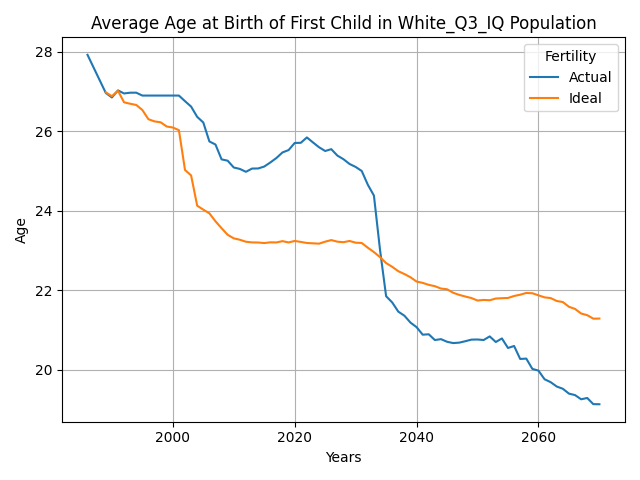 Average Age at Birth of First Child in White_Q3_IQ Population
Fertility
Actual
Ideal
28
26
24
22
20
Age
2000
2020
2040
2060
Years